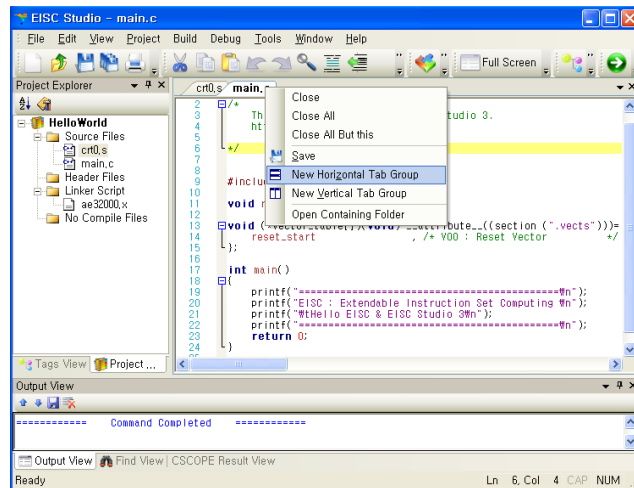 EISC Studio - main.c
File Edit View Project Build Debug Tools Window Help
Full Screen
Project Explorer
HelloWorld
Source Files
crt0,s
main,c
Header Files
Linker Script
ae32000,x
No Compile Files
Tags View Project ...
crt0,s main,
Close
Close All
Close All But this
Save
New Horizontal Tab Group
New Vertical Tab Group
Open Containing Folder
2 /*
3 Th tudio 3.
4 ht
5
6 */
7
8
9 #inclu
10
11 void r
12
13 void (*vector_table[])(void) __attribute__((section (".vects")))=
14 reset_start , /* V00 : Reset Vector */
15 };
16
17 int main()
18 {
19 printf("==========================================₩n");
20 printf("EISC : Extendable Instruction Set Computing ₩n");
21 printf("₩tHello EISC & EISC Studio 3₩n");
22 printf("==========================================₩n");
23 return 0;
24 }
Output View
============ Command Completed ============
Output View Find View CSCOPE Result View
Ready Ln 6, Col 4 CAP NUM